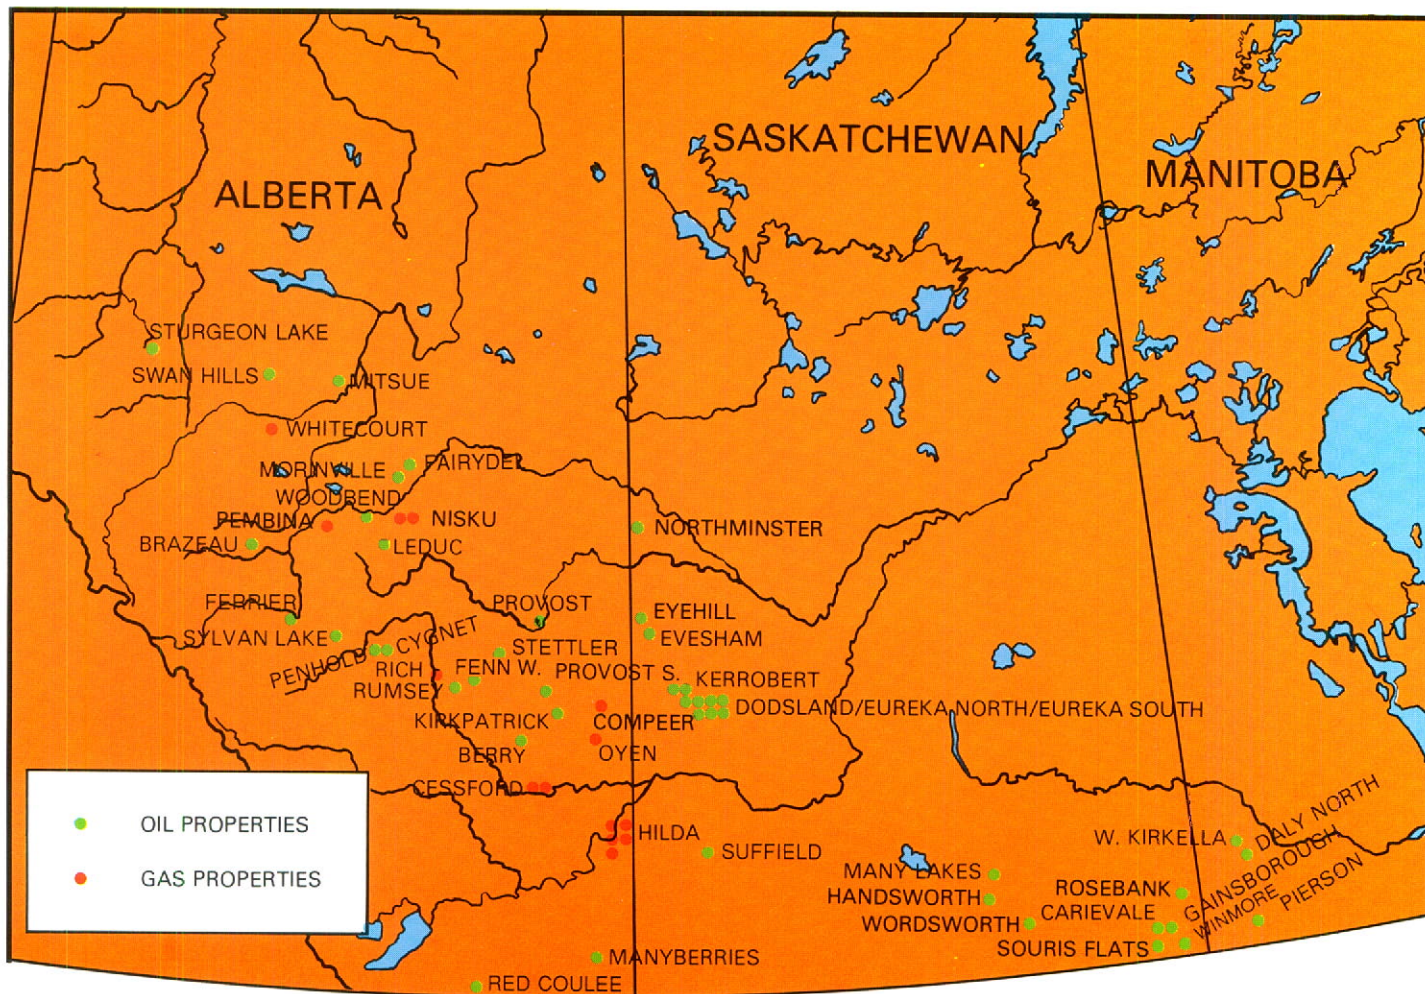 SASKATCHEWAN
MANITOBA
ALBERTA
STURGEON LAKE
SWAN HILLS
MITSUE
WHITECOURT
MORINVILLE
FAIRYDEL
WOODBEND
PEMBINA
NISKU
NORTHMINSTER
BRAZEAU
LEDUC
FERRIER
PROVOST
EYEHILL
SYLVAN LAKE
EVESHAM
PENHOLD
CYGNET
STETTLER
RICH
FENN W.
PROVOST S.
KERROBERT
RUMSEY
DODSLAND/EUREKA NORTH/EUREKA SOUTH
KIRKPATRICK
COMPEER
BERRY
OYEN
CESSFORD
HILDA
SUFFIELD
W. KIRKELLA
DALY NORTH
MANY LAKES
ROSEBANK
GAINSBOROUGH
HANDSWORTH
CARIEVALE
WINMORE
PIERSON
WORDSWORTH
SOURIS FLATS
MANYBERRIES
RED COULEE
OIL PROPERTIES
GAS PROPERTIES